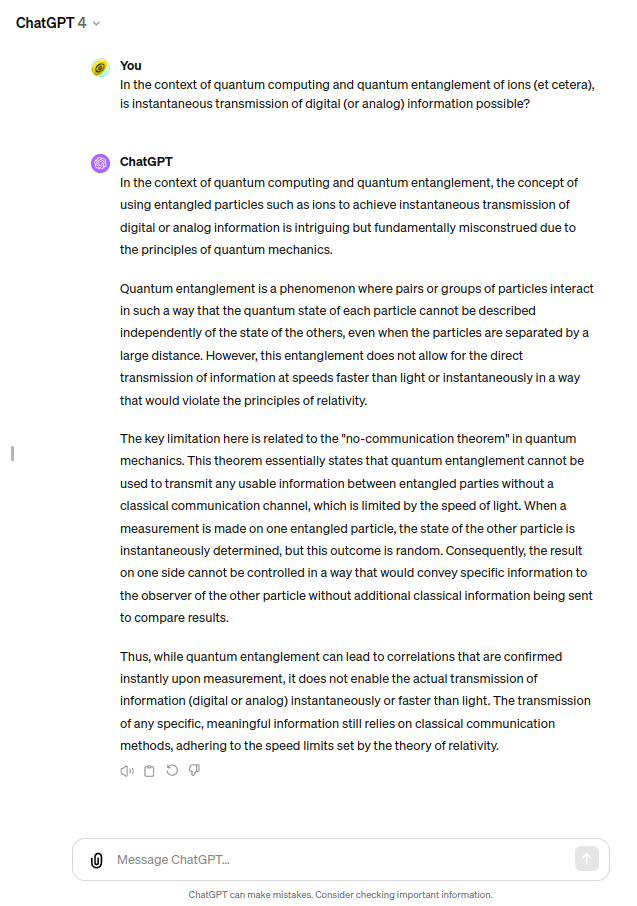 ChatGPT 4
You
In the context of quantum computing and quantum entanglement of ions (et cetera),
is instantaneous transmission of digital (or analog) information possible?
ChatGPT
In the context of quantum computing and quantum entanglement, the concept of
using entangled particles such as ions to achieve instantaneous transmission of
digital or analog information is intriguing but fundamentally misconstrued due to
the principles of quantum mechanics.
Quantum entanglement is a phenomenon where pairs or groups of particles interact
in such a way that the quantum state of each particle cannot be described
independently of the state of the others, even when the particles are separated by a
large distance. However, this entanglement does not allow for the direct
transmission of information at speeds faster than light or instantaneously in a way
that would violate the principles of relativity.
The key limitation here is related to the "no-communication theorem" in quantum
mechanics. This theorem essentially states that quantum entanglement cannot be
used to transmit any usable information between entangled parties without a
classical communication channel, which is limited by the speed of light. When a
measurement is made on one entangled particle, the state of the other particle is
instantaneously determined, but this outcome is random. Consequently, the result
on one side cannot be controlled in a way that would convey specific information to
the observer of the other particle without additional classical information being sent
to compare results.
Thus, while quantum entanglement can lead to correlations that are confirmed
instantly upon measurement, it does not enable the actual transmission of
information (digital or analog) instantaneously or faster than light. The transmission
of any specific, meaningful information still relies on classical communication
methods, adhering to the speed limits set by the theory of relativity.
Message ChatGPT...
ChatGPT can make mistakes. Consider checking important information.